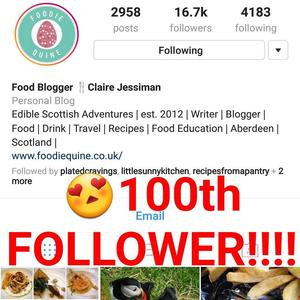 FOODIE
QUINE
2958 16.7k 4183
posts followers following
Following
Food Blogger 🍴 Claire Jessiman
Personal Blog
Edible Scottish Adventures | est. 2012 | Writer | Blogger |
Food | Drink | Travel | Recipes | Food Education | Aberdeen |
Scotland |
www.foodiequine.co.uk/
Followed by platedcravings, littlesunnykitchen, recipesfromapantry + 2
more
😍100th
Email
FOLLOWER!!!!